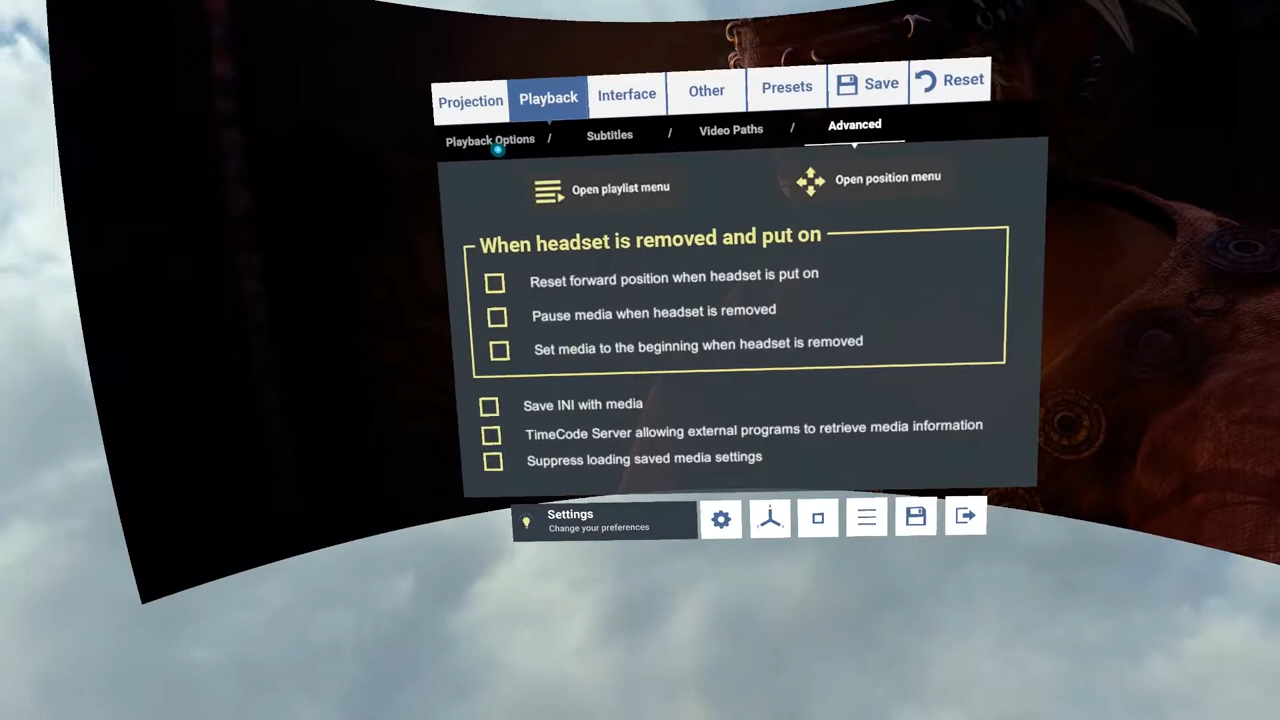 Projection Playback Interface Other Presets Save Reset
Playback Options / Subtitles / Video Paths / Advanced
Open playlist menu Open position menu
When headset is removed and put on
Reset forward position when headset is put on
Pause media when headset is removed
Set media to the beginning when headset is removed
Save INI with media
TimeCode Server allowing external programs to retrieve media information
Suppress loading saved media settings
Settings
Change your preferences